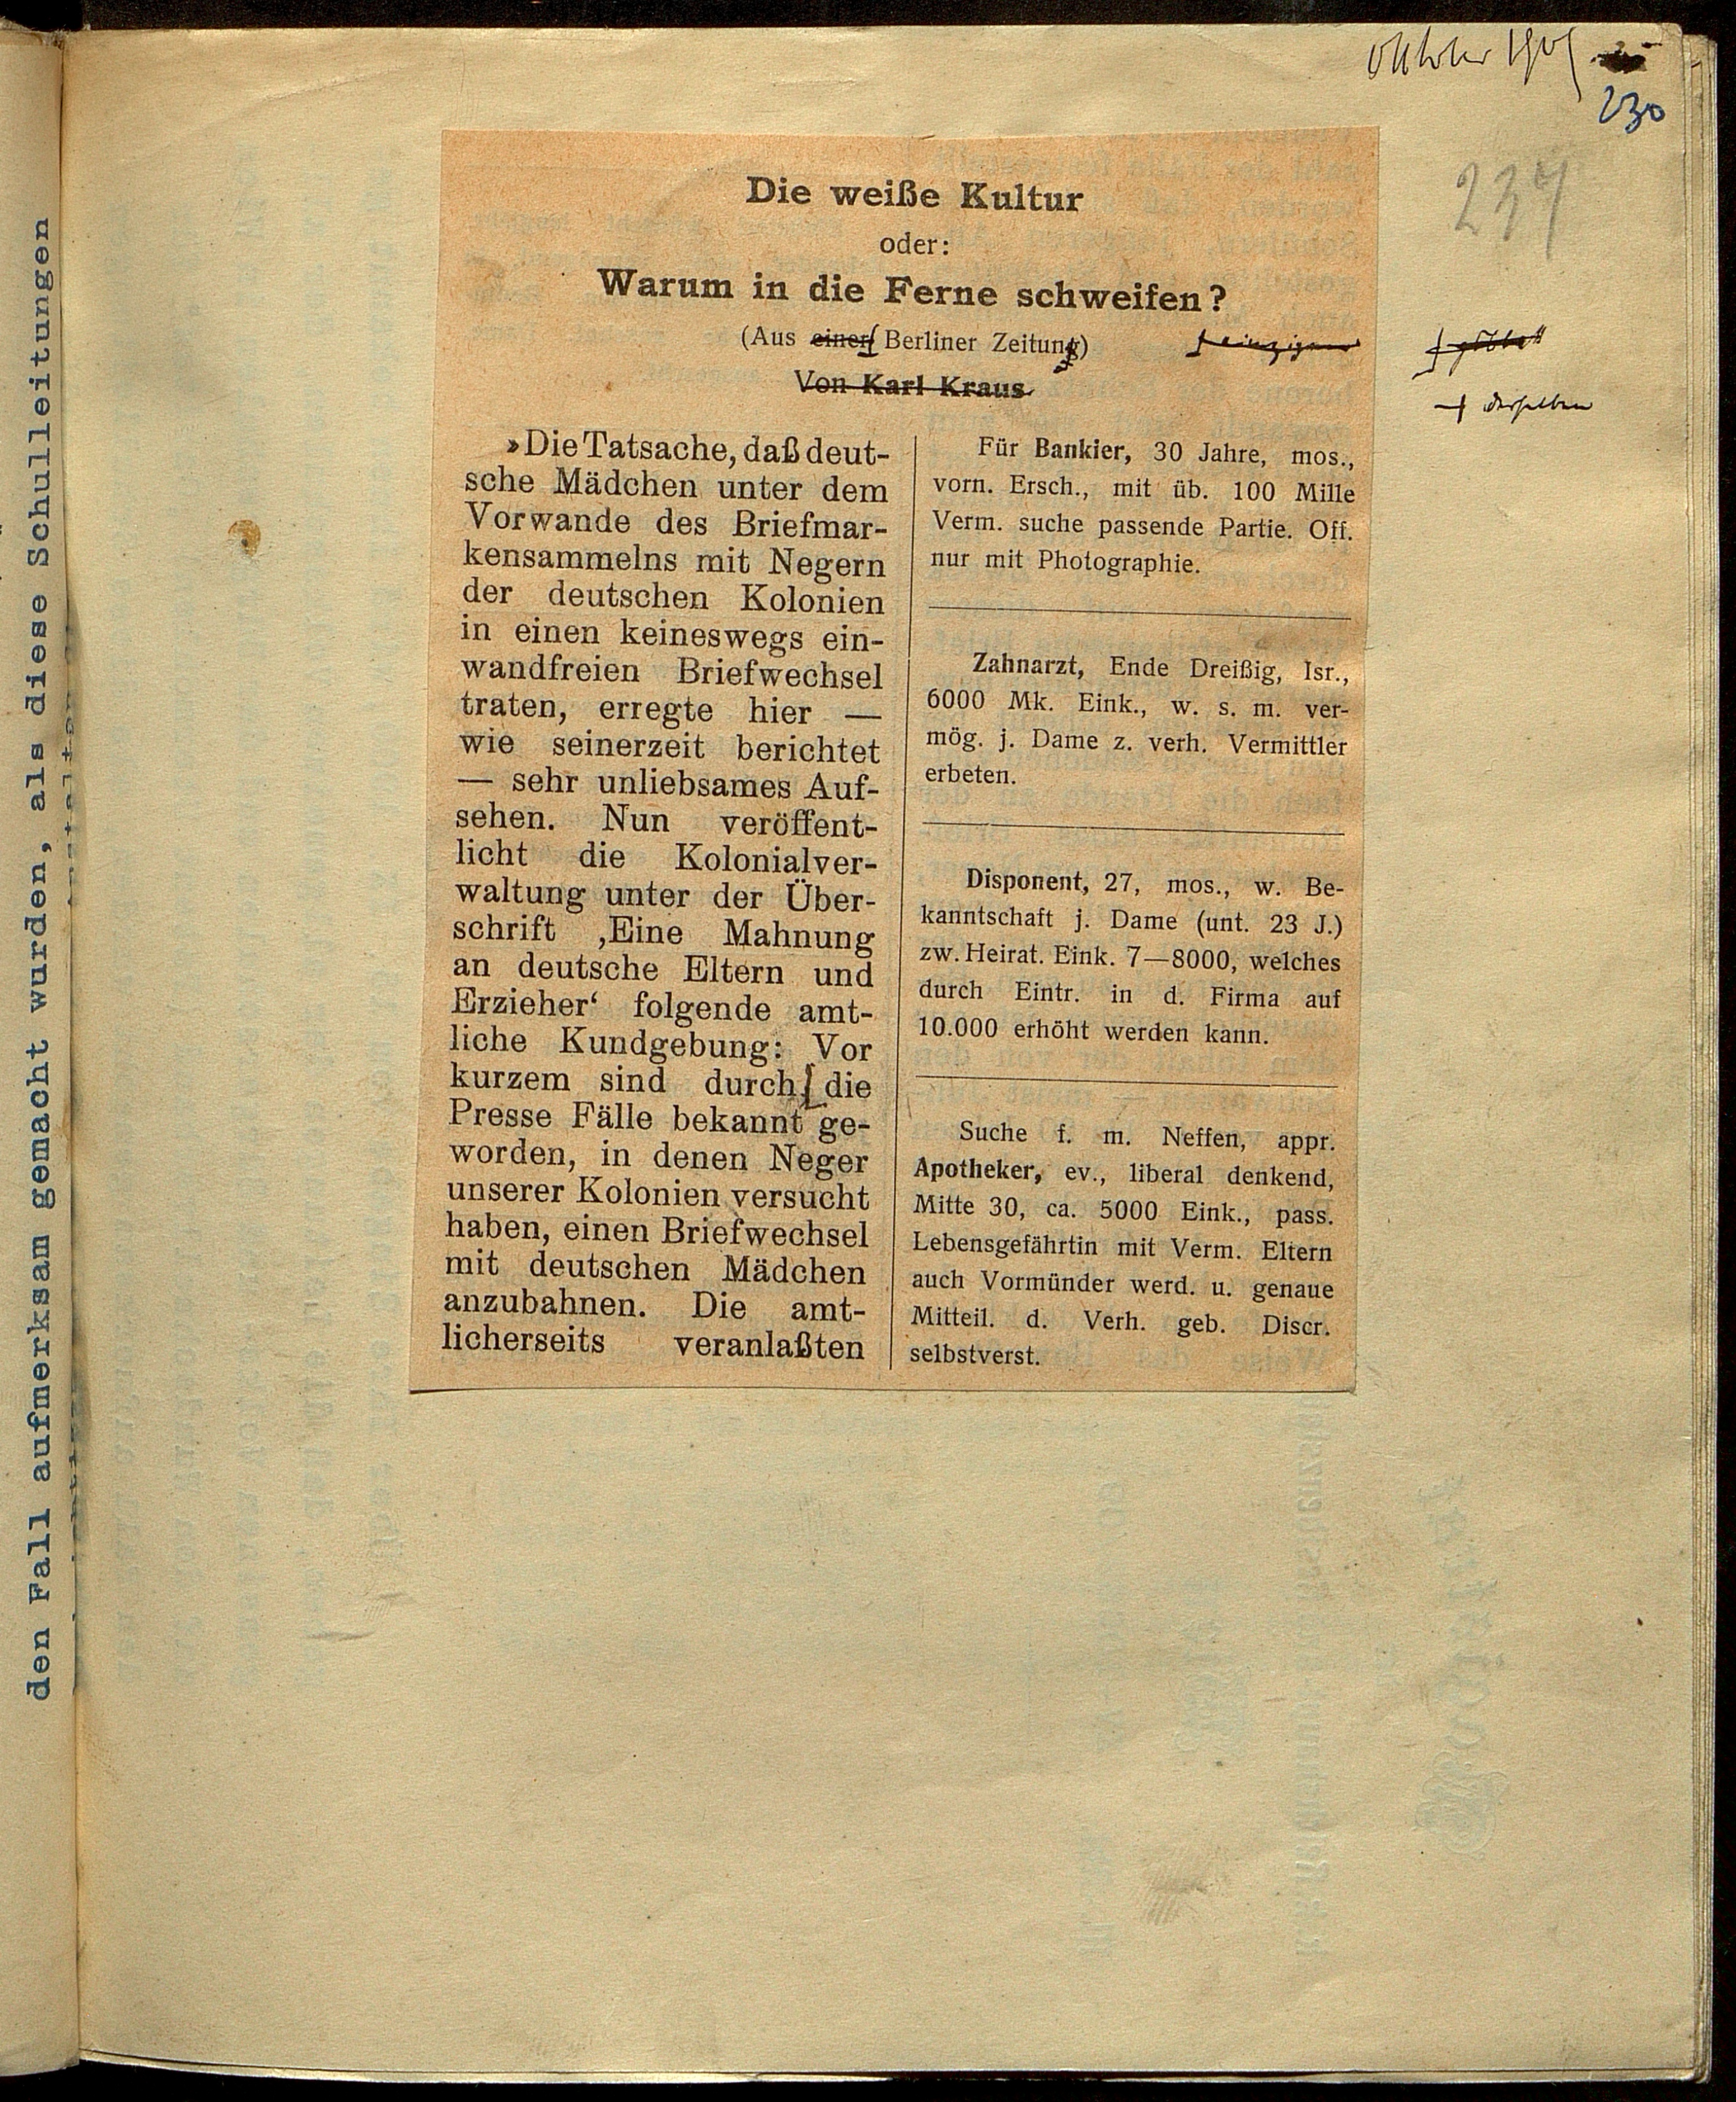 230
237
Die weiße Kultur
oder:
Warum in die Ferne schweifen?
(Aus einer Berliner Zeitung)
Von Karl Kraus
derselben
»Die Tatsache, daß deut-
sche Mädchen unter dem
Vorwande des Briefmar-
kensammelns mit Negern
der deutschen Kolonien
in einen keineswegs ein-
wandfreien Briefwechsel
traten, erregte hier —
wie seinerzeit berichtet
— sehr unliebsames Auf-
sehen. Nun veröffent-
licht die Kolonialver-
waltung unter der Über-
schrift ‚Eine Mahnung
an deutsche Eltern und
Erzieher‘ folgende amt-
liche Kundgebung: Vor
kurzem sind durch die
Presse Fälle bekannt ge-
worden, in denen Neger
unserer Kolonien versucht
haben, einen Briefwechsel
mit deutschen Mädchen
anzubahnen. Die amt-
licherseits veranlaßten
Für Bankier, 30 Jahre, mos.,
vorn. Ersch., mit üb. 100 Mille
Verm. suche passende Partie. Off.
nur mit Photographie.
Zahnarzt, Ende Dreißig, Isr.,
6000 Mk. Eink., w. s. m. ver-
mög. j. Dame z. verh. Vermittler
erbeten.
Disponent, 27, mos., w. Be-
kanntschaft j. Dame (unt. 23 J.)
zw. Heirat. Eink. 7—8000, welches
durch Eintr. in d. Firma auf
10.000 erhöht werden kann.
Suche f. m. Neffen, appr.
Apotheker, ev., liberal denkend,
Mitte 30, ca. 5000 Eink., pass.
Lebensgefährtin mit Verm. Eltern
auch Vormünder werd. u. genaue
Mitteil. d. Verh. geb. Discr.
selbstverst.
den Fall aufmerksam gemacht wurden, als diese Schulleitungen